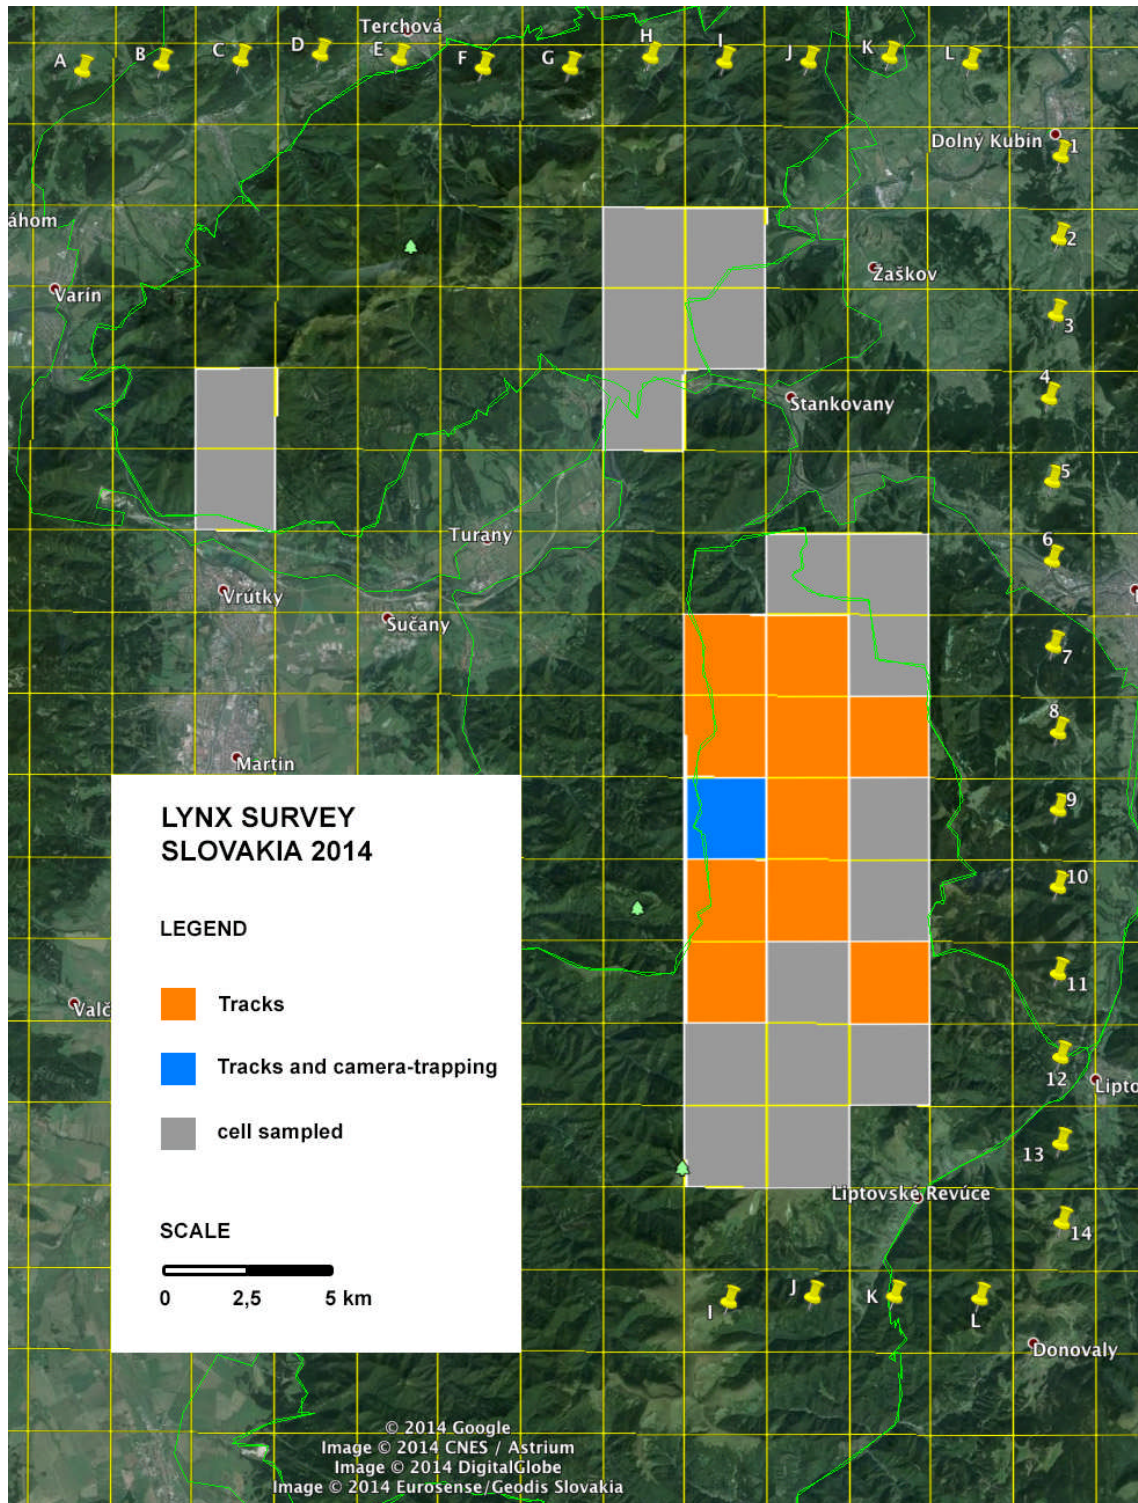 Terchová
A
B
C
D
E
F
G
H
I
J
K
L
Dolný Kubín
1
áhom
2
Žaškov
Varín
3
4
Stankovany
5
Turany
6
Vrútky
Sučany
7
8
Martin
9
LYNX SURVEY
SLOVAKIA 2014
10
LEGEND
11
Tracks
Valč
Tracks and camera-trapping
12
Lipto
cell sampled
13
Liptovské Revúce
SCALE
14
0 2,5 5 km
I
J
K
L
Donovaly
© 2014 Google
Image © 2014 CNES / Astrium
Image © 2014 DigitalGlobe
Image © 2014 Eurosense/Geodis Slovakia